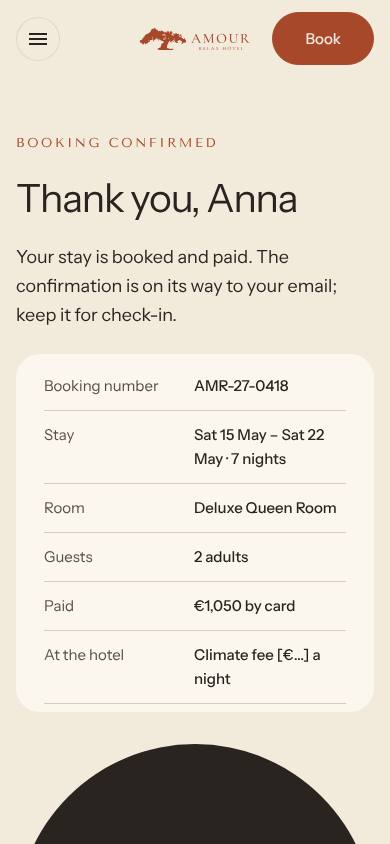 AMOUR
RELAX HOTEL
Book
BOOKING CONFIRMED
Thank you, Anna
Your stay is booked and paid. The
confirmation is on its way to your email;
keep it for check-in.
Booking number AMR-27-0418
Stay Sat 15 May – Sat 22
May · 7 nights
Room Deluxe Queen Room
Guests 2 adults
Paid €1,050 by card
At the hotel Climate fee [€…] a
night